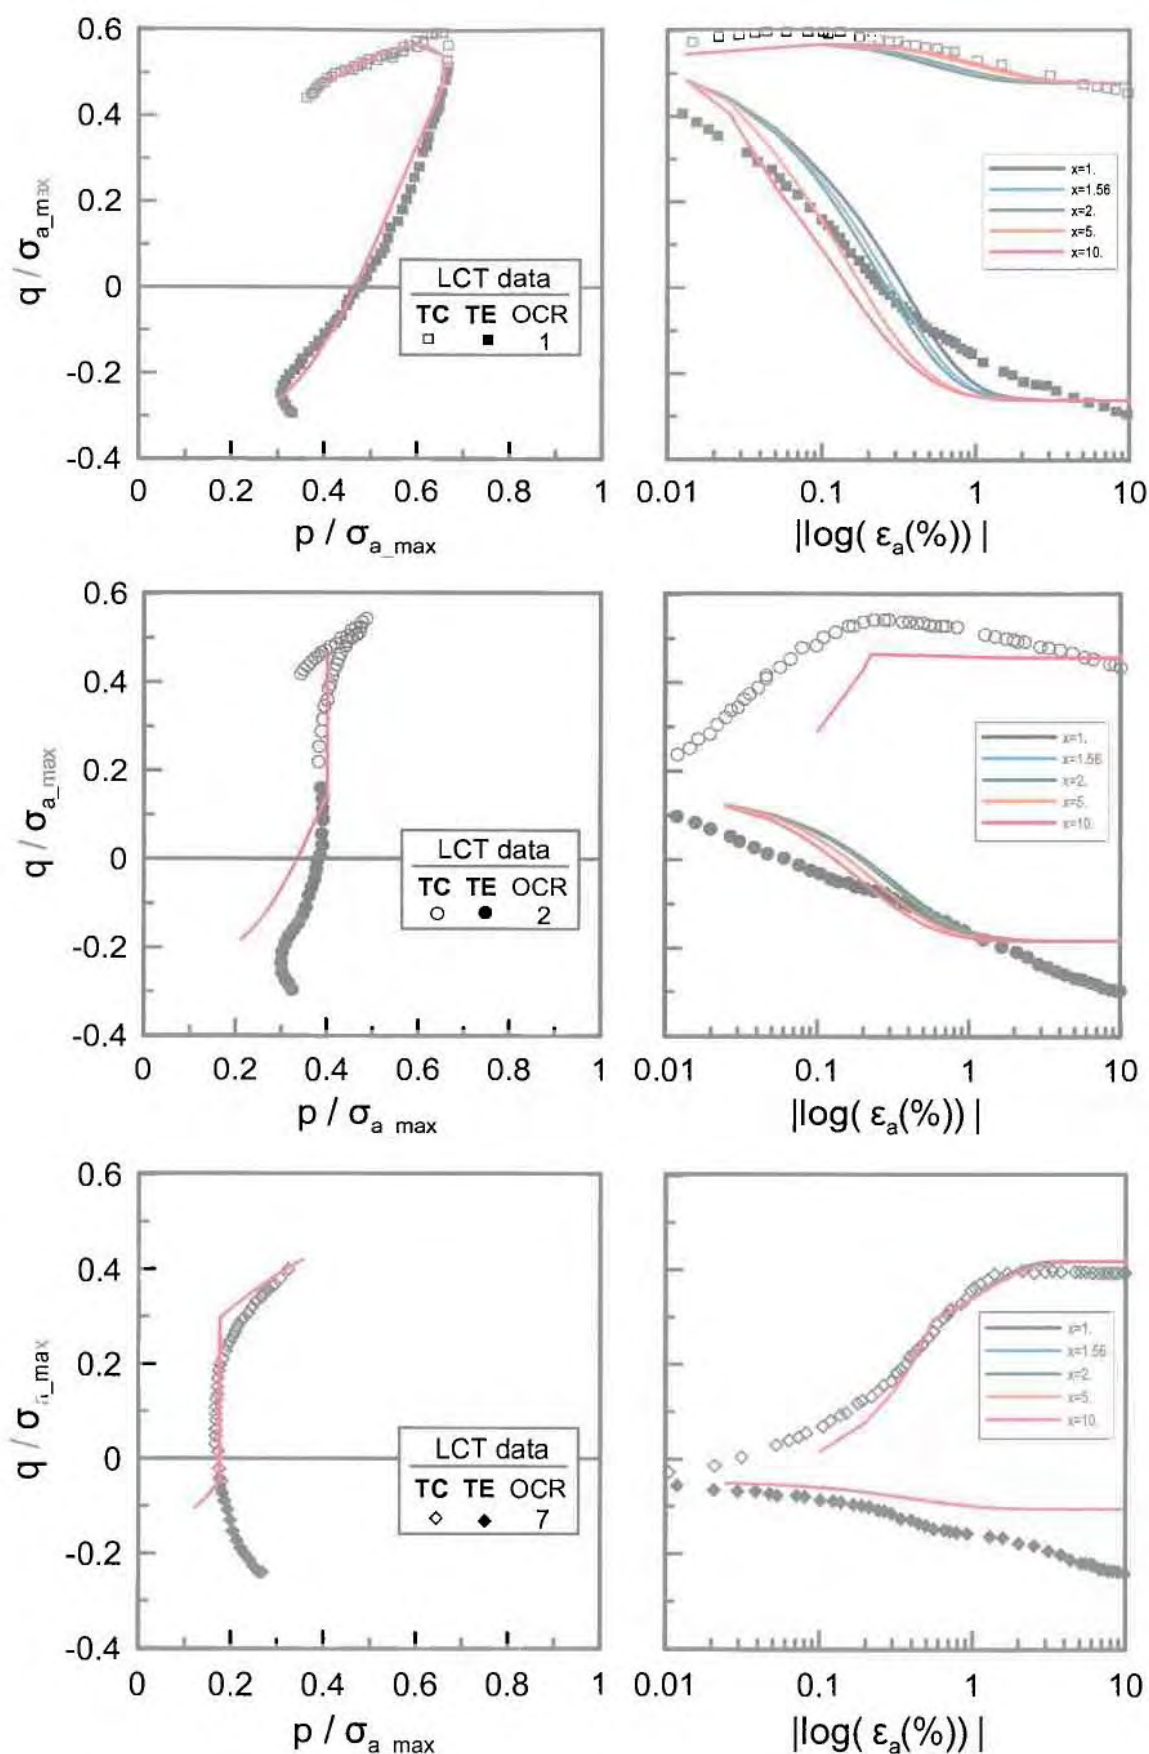 0.6
0.4
0.2
0
-0.2
-0.4
q / σa_max
0 0.2 0.4 0.6 0.8 1
p / σa_max
LCT data
TC TE OCR
1
x=1.
x=1.56
x=2.
x=5.
x=10.
0.01 0.1 1 10
|log( εa(%)) |
0.6
0.4
0.2
0
-0.2
-0.4
q / σa_max
0 0.2 0.4 0.6 0.8 1
p / σa max
LCT data
TC TE OCR
2
x=1.
x=1.56
x=2.
x=5.
x=10.
0.01 0.1 1 10
|log( εa(%)) |
0.6
0.4
0.2
0
-0.2
-0.4
q / σa_max
0 0.2 0.4 0.6 0.8 1
p / σa max
LCT data
TC TE OCR
7
x=1.
x=1.56
x=2.
x=5.
x=10.
0.01 0.1 1 10
|log( εa(%)) |